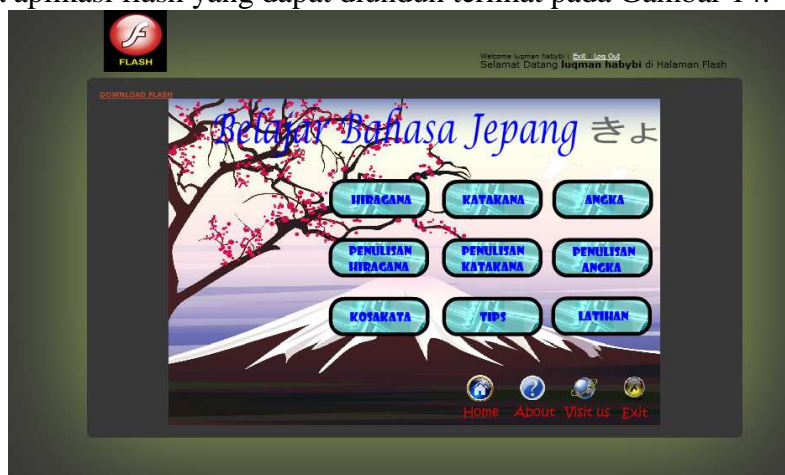 aplikasi flash yang dapat diunduh terlihat pada Gambar 14.
FLASH
Welcome luqman habybi | Exit Log Out
Selamat Datang luqman habybi di Halaman Flash
DOWNLOAD FLASH
Belajar Bahasa Jepang きょ
HIRAGANA
KATAKANA
ANGKA
PENULISAN
HIRAGANA
PENULISAN
KATAKANA
PENULISAN
ANGKA
KOSAKATA
TIPS
LATIHAN
Home About Visit us Exit